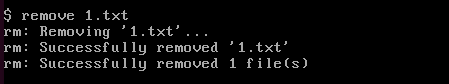 $ remove 1.txt
rm: Removing '1.txt'...
rm: Successfully removed '1.txt'
rm: Successfully removed 1 file(s)